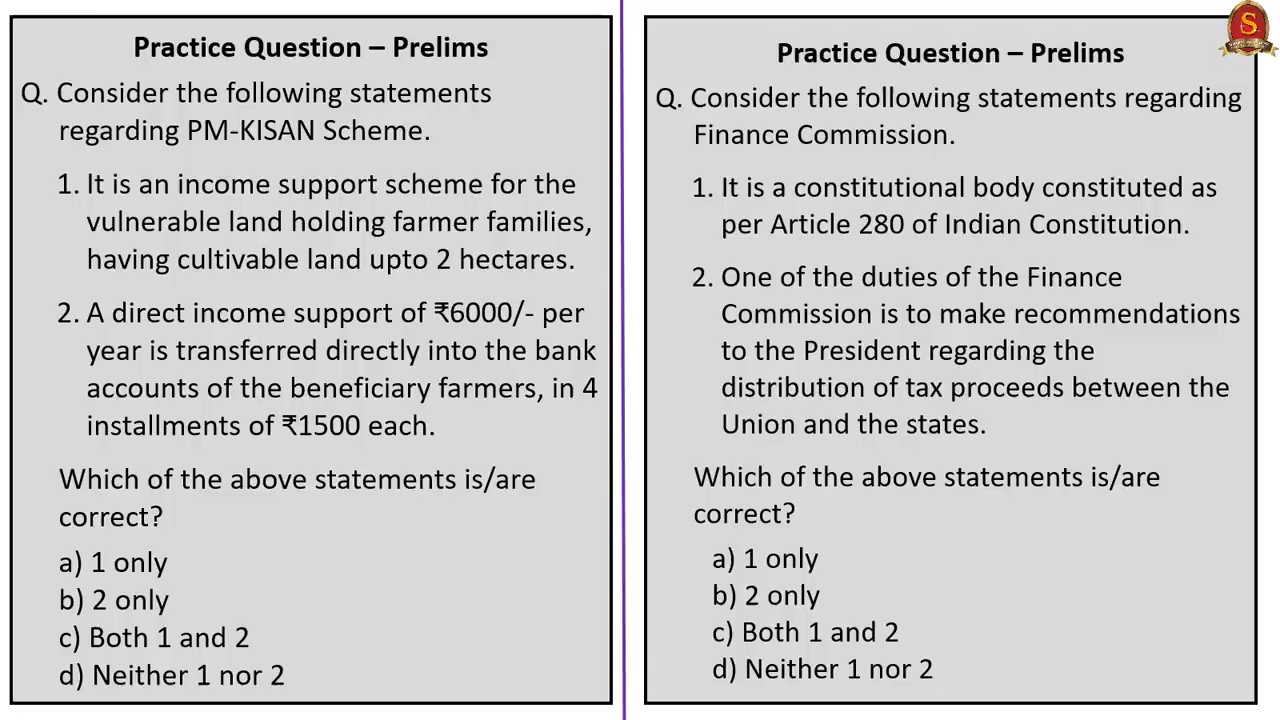 Practice Question – Prelims
Q. Consider the following statements
regarding PM-KISAN Scheme.
1. It is an income support scheme for the
vulnerable land holding farmer families,
having cultivable land upto 2 hectares.
2. A direct income support of ₹6000/- per
year is transferred directly into the bank
accounts of the beneficiary farmers, in 4
installments of ₹1500 each.
Which of the above statements is/are
correct?
a) 1 only
b) 2 only
c) Both 1 and 2
d) Neither 1 nor 2
Practice Question – Prelims
Q. Consider the following statements regarding
Finance Commission.
1. It is a constitutional body constituted as
per Article 280 of Indian Constitution.
2. One of the duties of the Finance
Commission is to make recommendations
to the President regarding the
distribution of tax proceeds between the
Union and the states.
Which of the above statements is/are
correct?
a) 1 only
b) 2 only
c) Both 1 and 2
d) Neither 1 nor 2
S